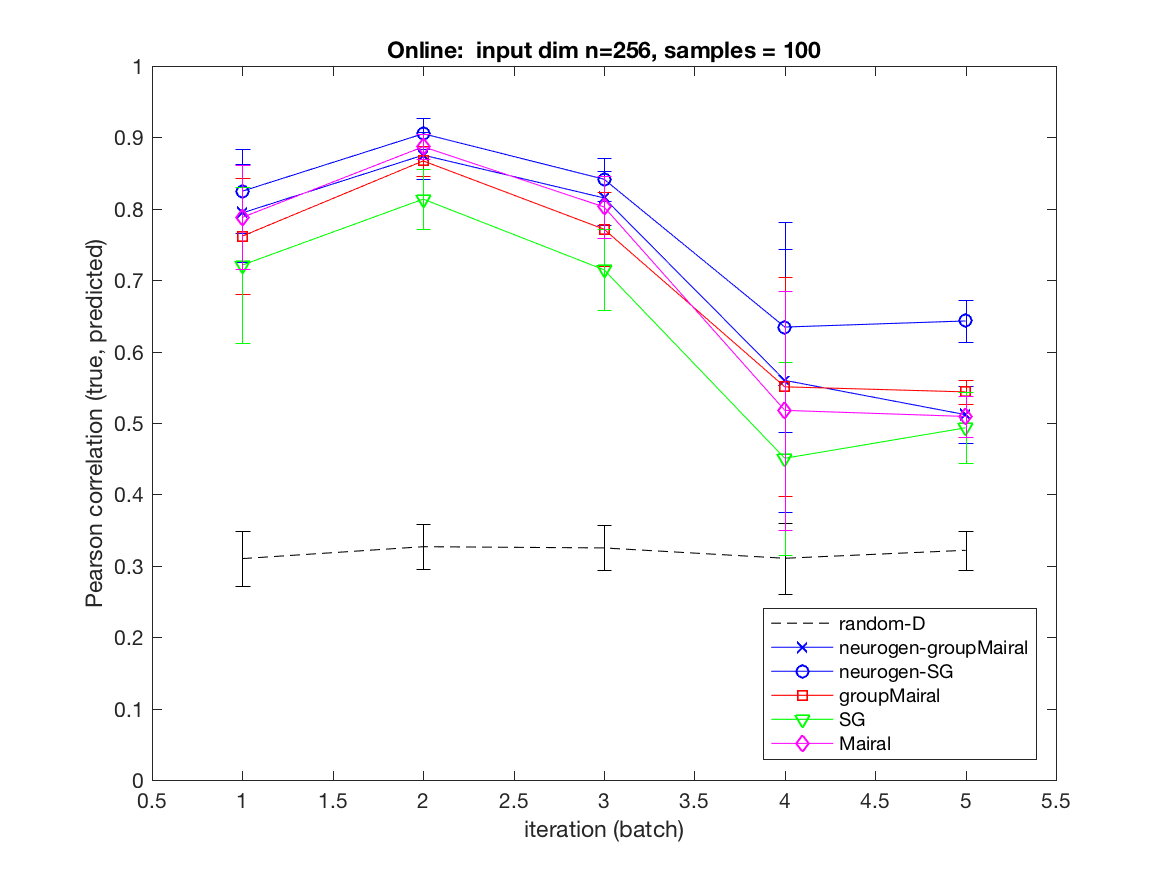 Online:  input dim n=256, samples = 100
Pearson correlation (true, predicted)
1
0.9
0.8
0.7
0.6
0.5
0.4
0.3
0.2
0.1
0
random-D
neurogen-groupMairal
neurogen-SG
groupMairal
SG
Mairal
0.5 1 1.5 2 2.5 3 3.5 4 4.5 5 5.5
iteration (batch)